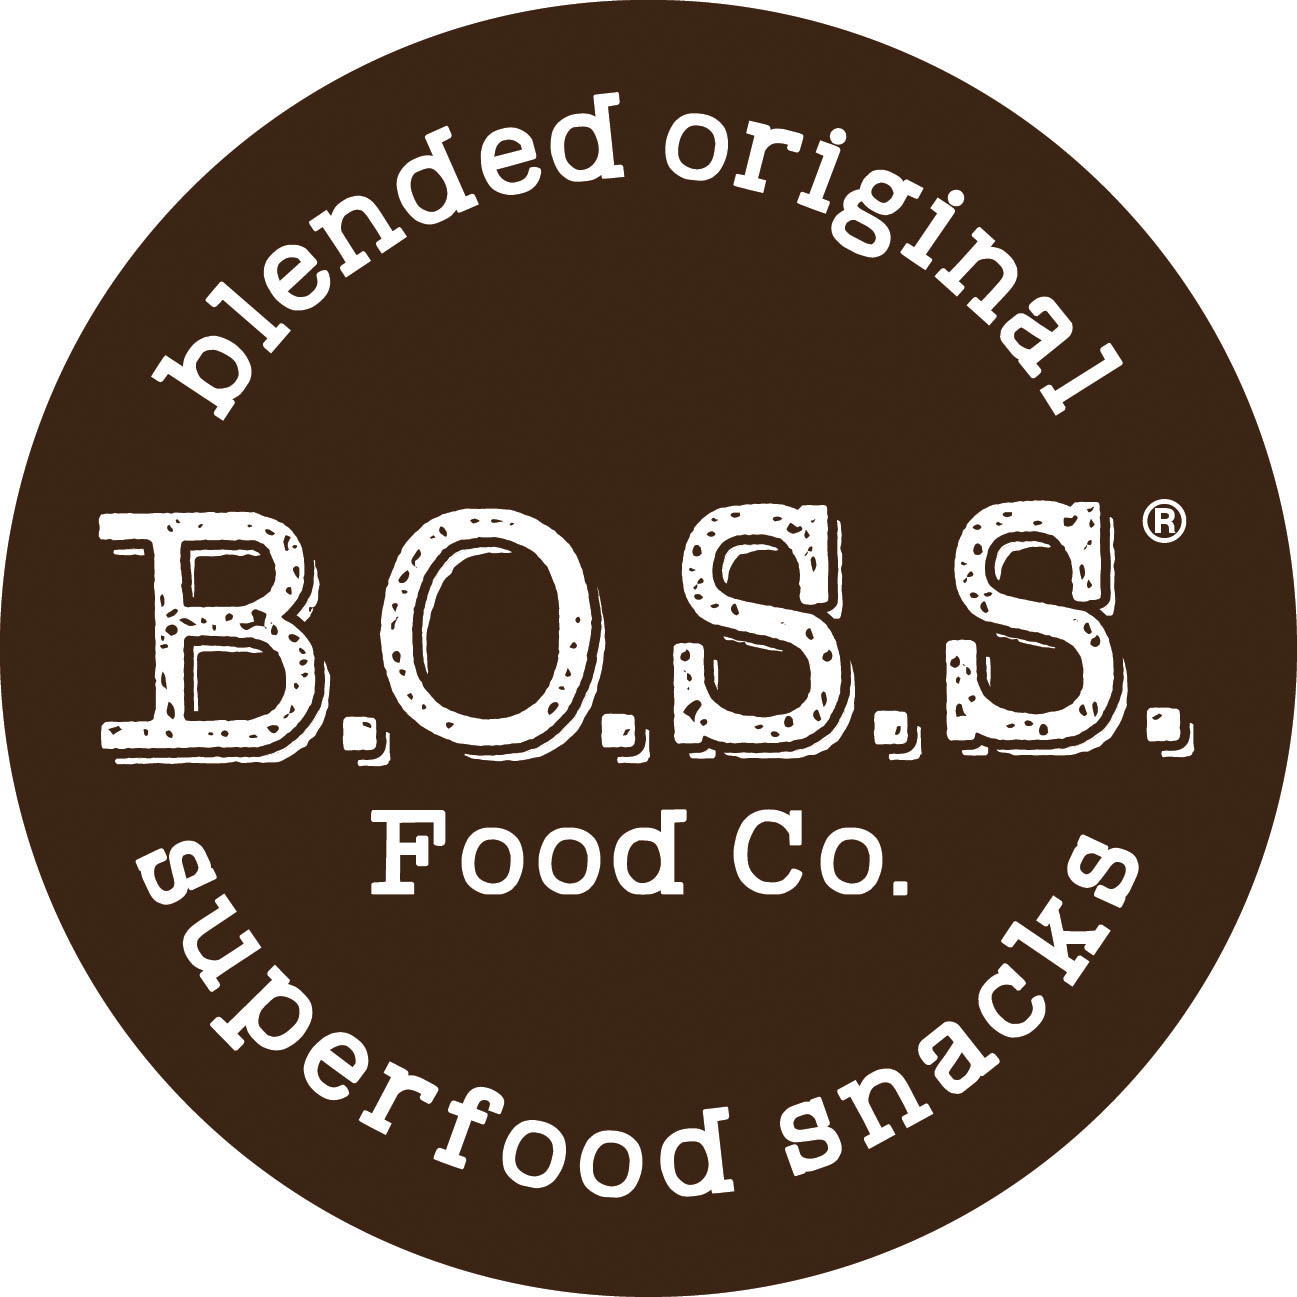 blended original
B.O.S.S.®
Food Co.
superfood snacks